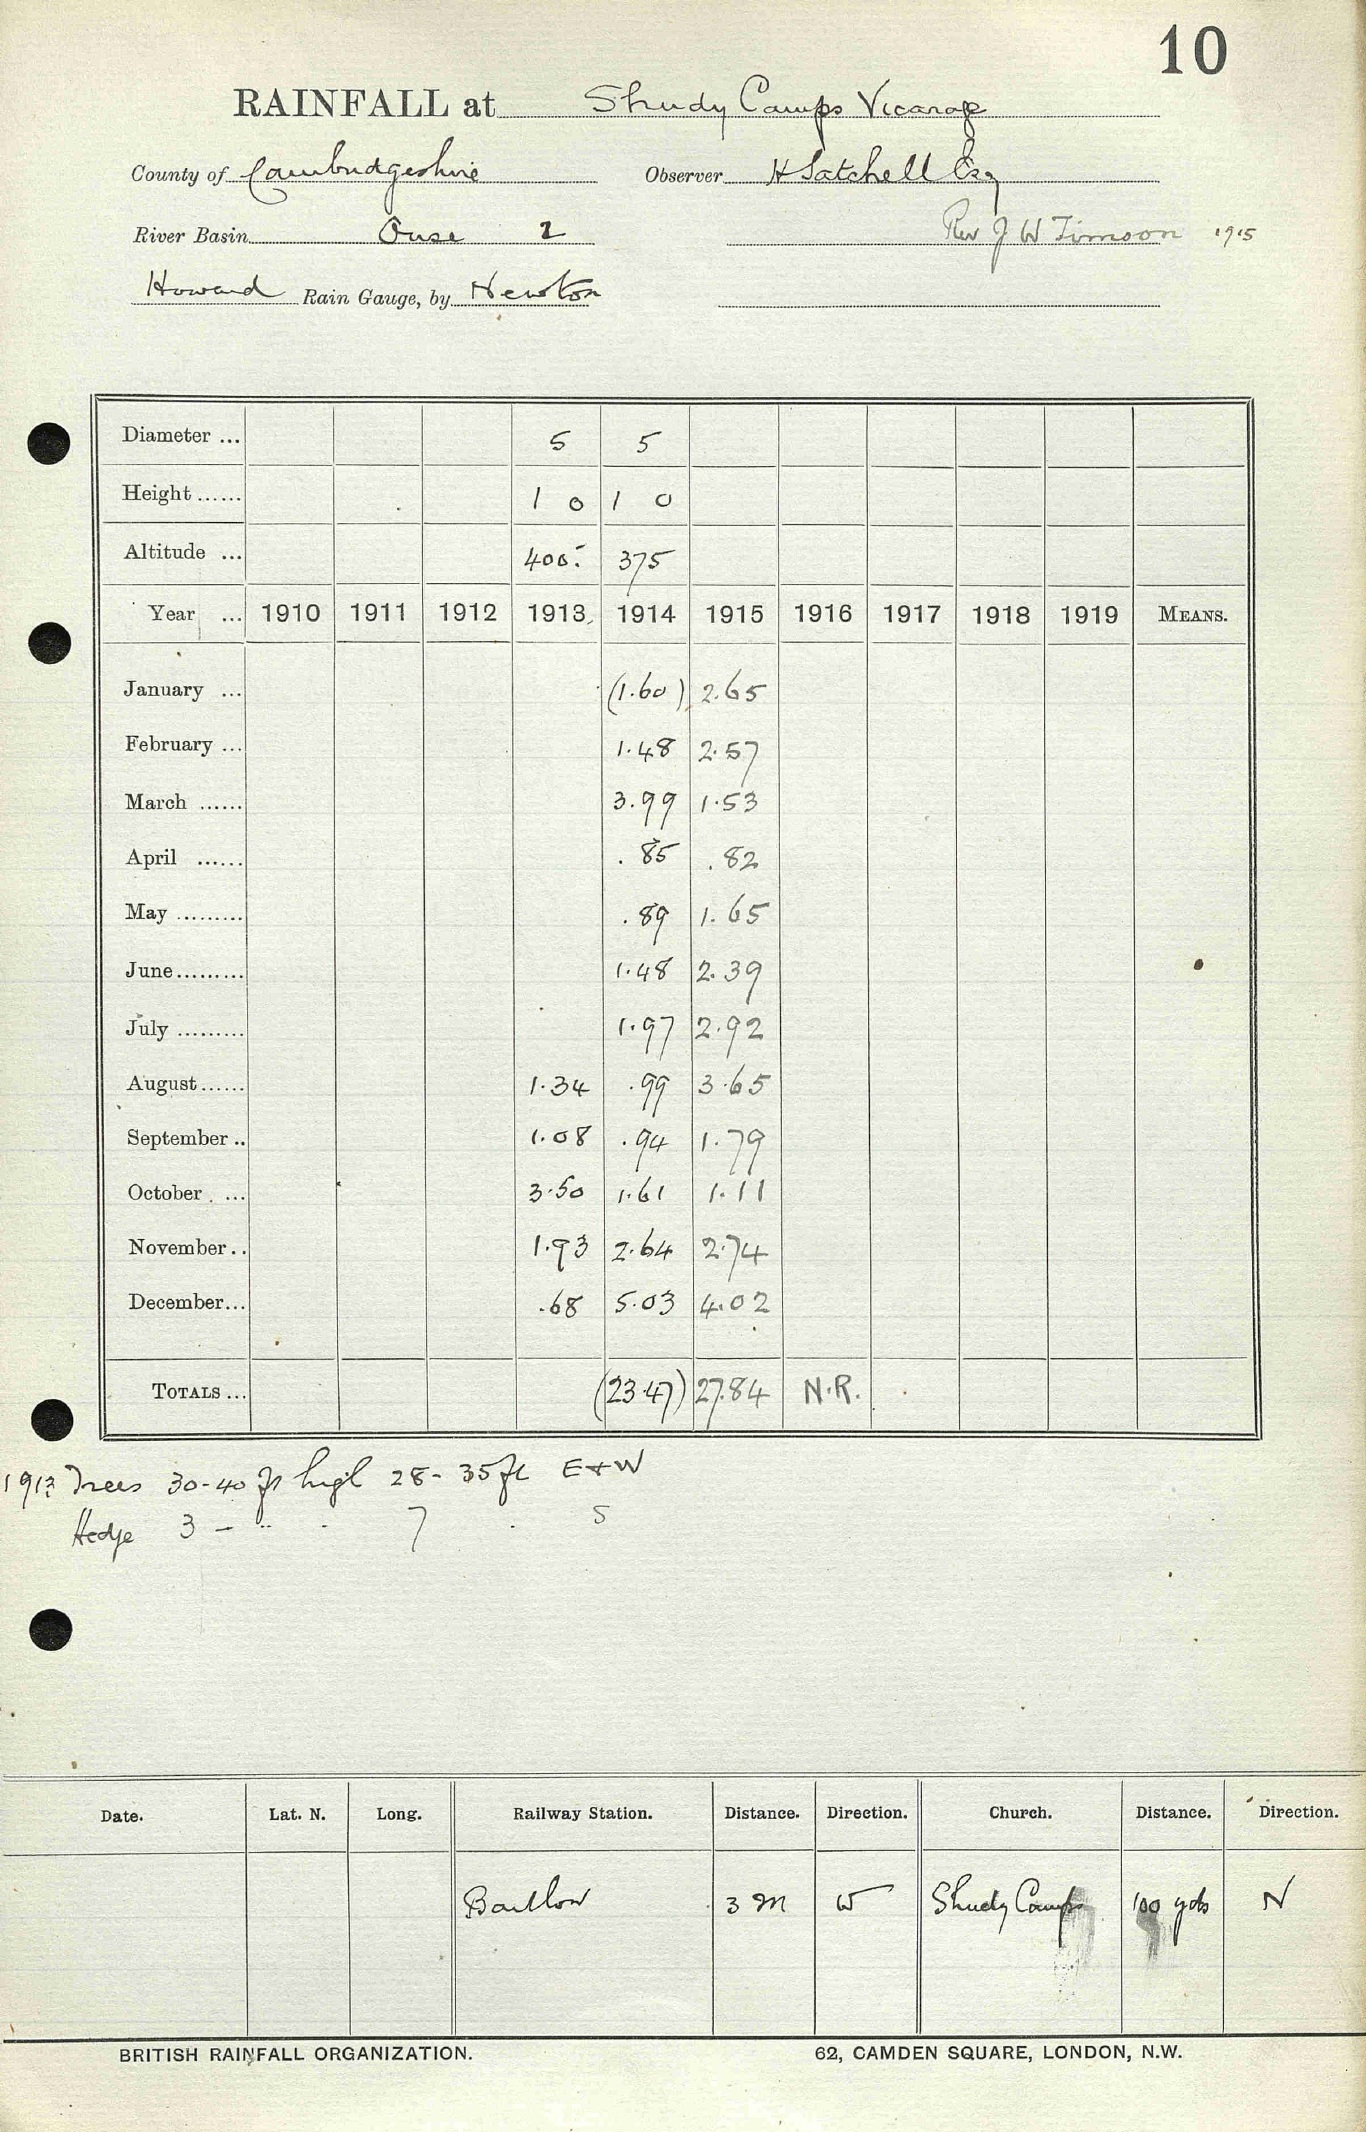 10
RAINFALL at Shudy Camps Vicarage
County of Cambridgeshire Observer H Satchell Esq
River Basin Ouse 2 Rev J W Timson 1915
Howard Rain Gauge, by Newton
Diameter ... 5 5
Height ...... 1 0 1 0
Altitude ... 400. 375
Year ... 1910 1911 1912 1913 1914 1915 1916 1917 1918 1919 MEANS.
January ... (1.60) 2.65
February ... 1.48 2.57
March ...... 3.99 1.53
April ...... .85 .82
May ......... .89 1.65
June ......... 1.48 2.39
July ......... 1.97 2.92
August ...... 1.34 .99 3.65
September .. 1.08 .94 1.79
October ... 3.50 1.61 1.11
November .. 1.93 2.64 2.74
December ... .68 5.03 4.02
TOTALS ... (23.47) 27.84 N.R.
1913 Trees 30-40 ft high 28-35 ft E & W
Hedge 3 - " - 7 . S
Date. Lat. N. Long. Railway Station. Distance. Direction. Church. Distance. Direction.
Bartlow 3 M W Shudy Camps 100 yds N
BRITISH RAINFALL ORGANIZATION. 62, CAMDEN SQUARE, LONDON, N.W.